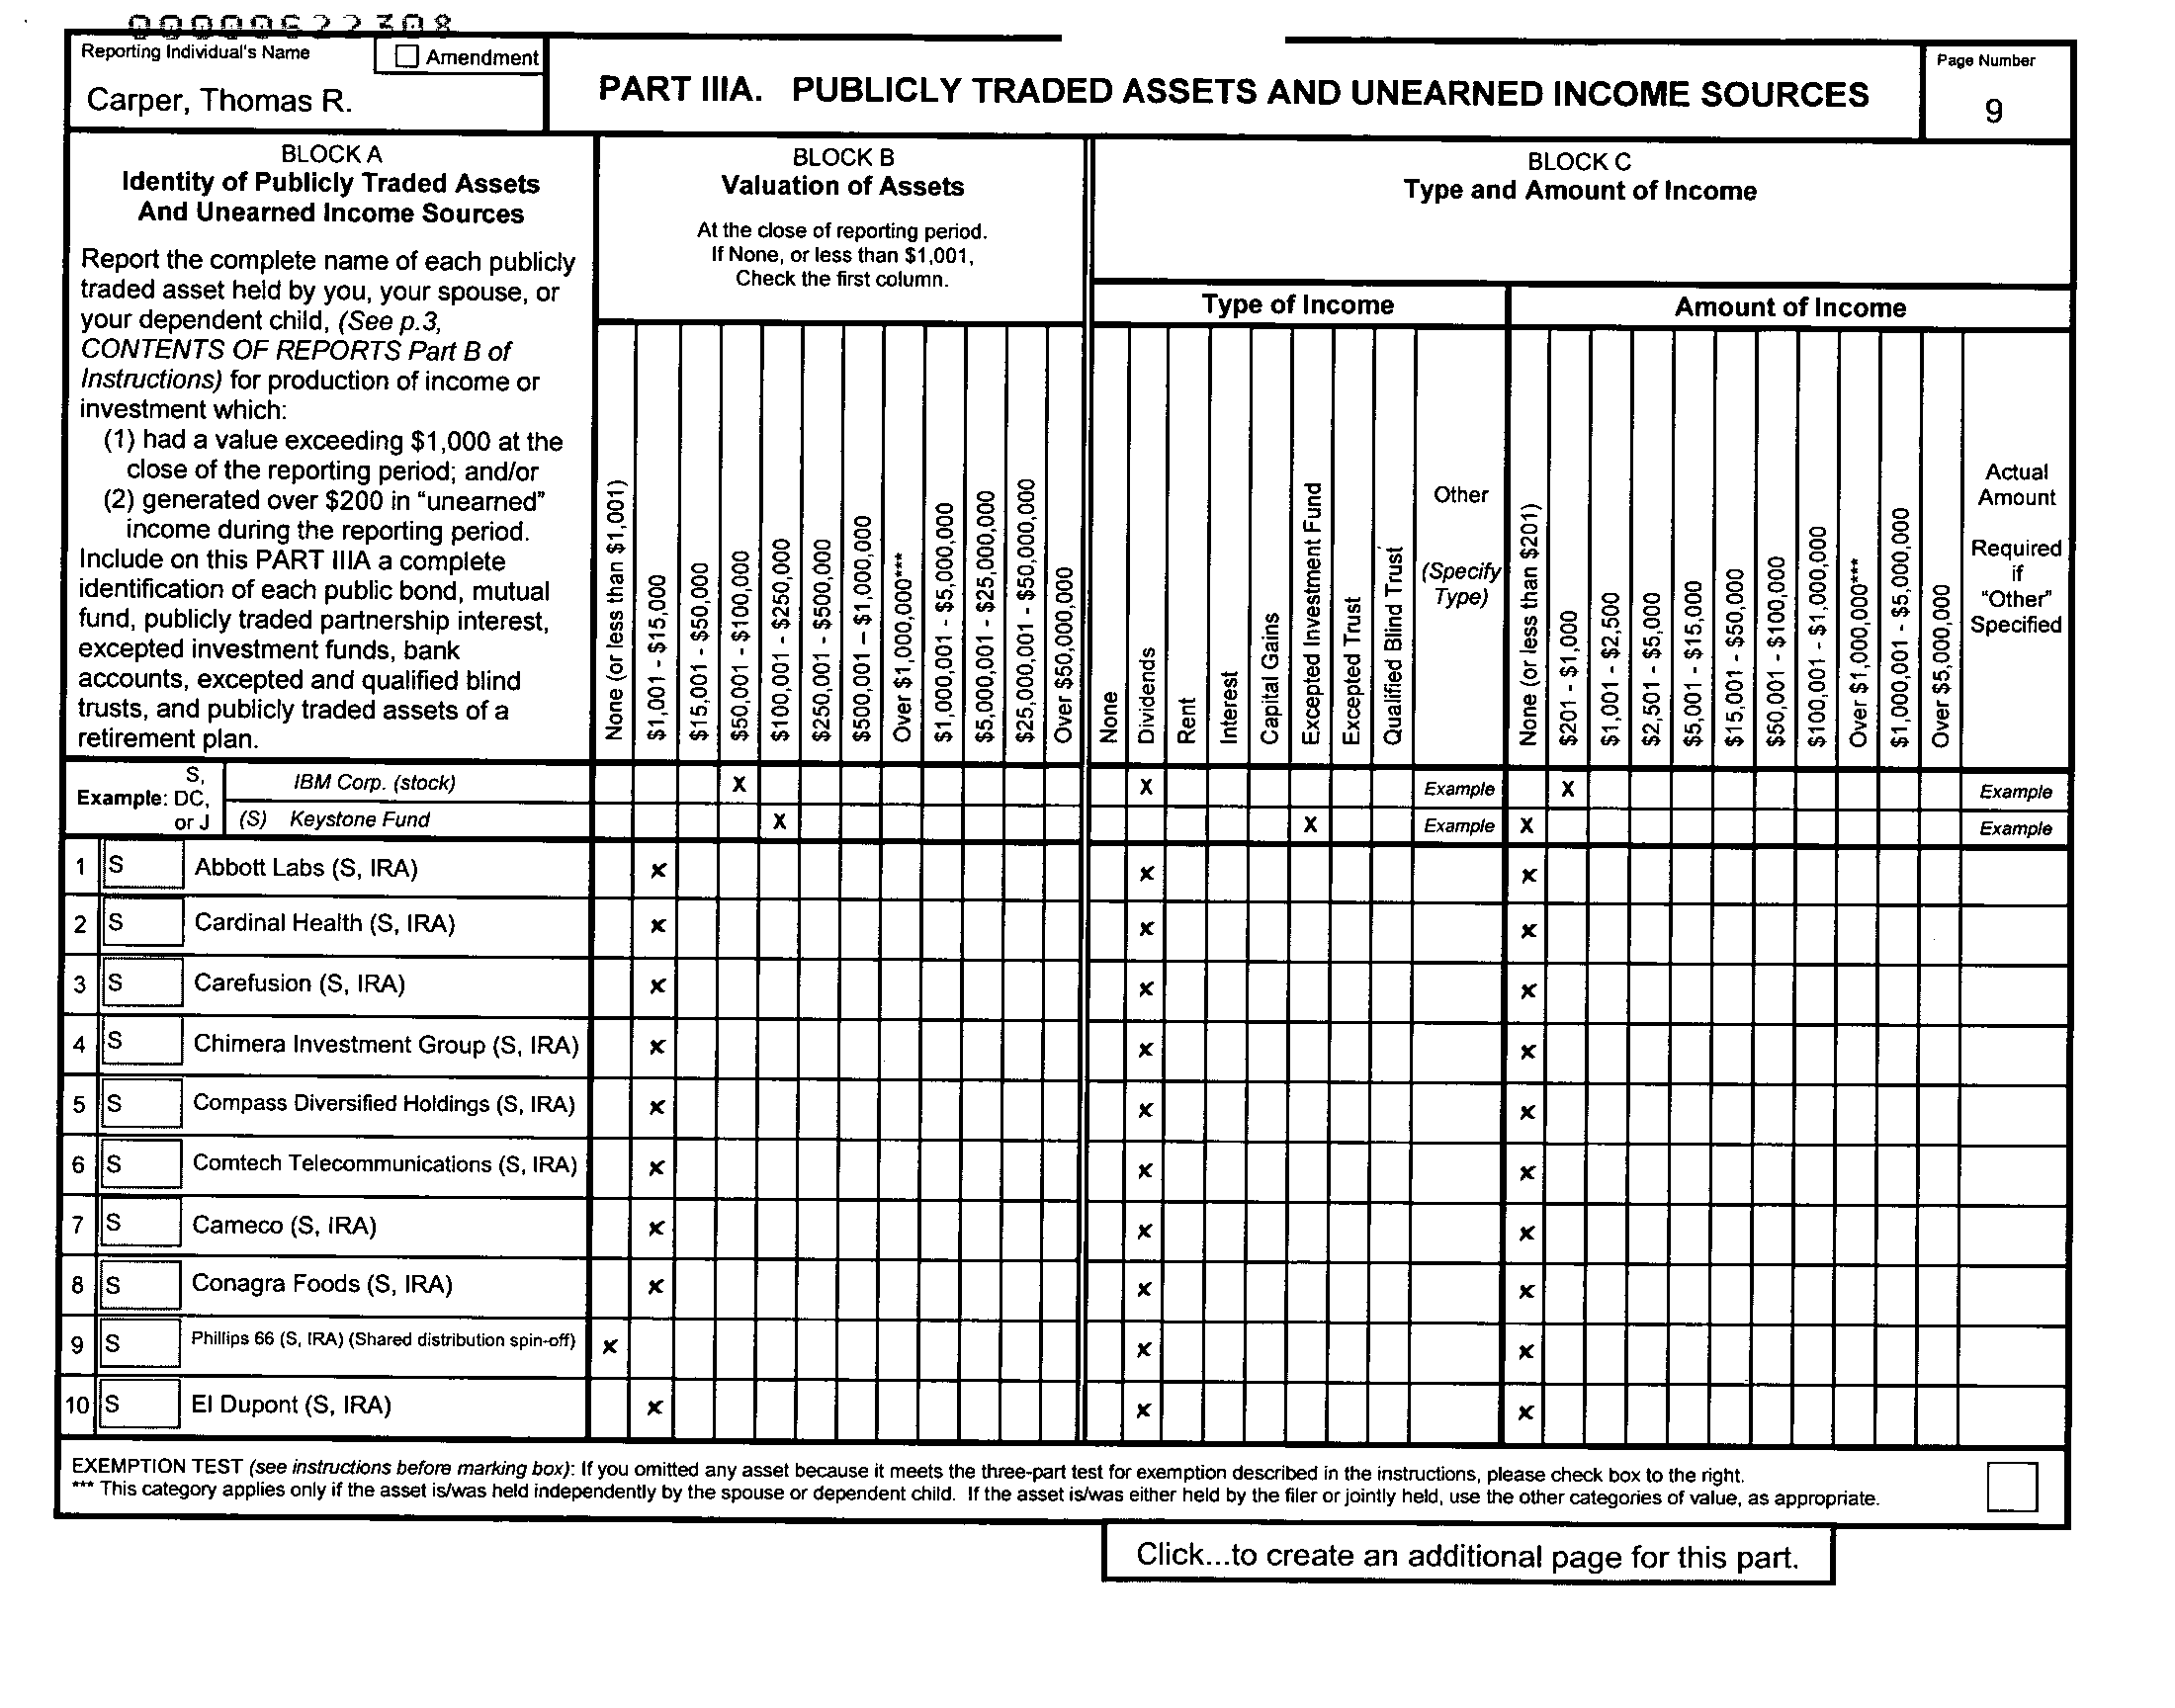 00000622308
Reporting Individual's Name
☐ Amendment
Carper, Thomas R.
PART IIIA. PUBLICLY TRADED ASSETS AND UNEARNED INCOME SOURCES
Page Number
9
BLOCK A
Identity of Publicly Traded Assets
And Unearned Income Sources
Report the complete name of each publicly
traded asset held by you, your spouse, or
your dependent child, (See p.3,
CONTENTS OF REPORTS Part B of
Instructions) for production of income or
investment which:
(1) had a value exceeding $1,000 at the
close of the reporting period; and/or
(2) generated over $200 in "unearned"
income during the reporting period.
Include on this PART IIIA a complete
identification of each public bond, mutual
fund, publicly traded partnership interest,
excepted investment funds, bank
accounts, excepted and qualified blind
trusts, and publicly traded assets of a
retirement plan.
BLOCK B
Valuation of Assets
At the close of reporting period.
If None, or less than $1,001,
Check the first column.
None (or less than $1,001)
$1,001 - $15,000
$15,001 - $50,000
$50,001 - $100,000
$100,001 - $250,000
$250,001 - $500,000
$500,001 – $1,000,000
Over $1,000,000***
$1,000,001 - $5,000,000
$5,000,001 - $25,000,000
$25,000,001 - $50,000,000
Over $50,000,000
BLOCK C
Type and Amount of Income
Type of Income
None
Dividends
Rent
Interest
Capital Gains
Excepted Investment Fund
Excepted Trust
Qualified Blind Trust
Other
(Specify
Type)
Amount of Income
None (or less than $201)
$201 - $1,000
$1,001 - $2,500
$2,501 - $5,000
$5,001 - $15,000
$15,001 - $50,000
$50,001 - $100,000
$100,001 - $1,000,000
Over $1,000,000***
$1,000,001 - $5,000,000
Over $5,000,000
Actual
Amount
Required
if
"Other"
Specified
Example: S, DC, or J
IBM Corp. (stock) X X Example X Example
(S) Keystone Fund X X Example X Example
1 S Abbott Labs (S, IRA) x x x
2 S Cardinal Health (S, IRA) x x x
3 S Carefusion (S, IRA) x x x
4 S Chimera Investment Group (S, IRA) x x x
5 S Compass Diversified Holdings (S, IRA) x x x
6 S Comtech Telecommunications (S, IRA) x x x
7 S Cameco (S, IRA) x x x
8 S Conagra Foods (S, IRA) x x x
9 S Phillips 66 (S, IRA) (Shared distribution spin-off) x x x
10 S EI Dupont (S, IRA) x x x
EXEMPTION TEST (see instructions before marking box): If you omitted any asset because it meets the three-part test for exemption described in the instructions, please check box to the right.
*** This category applies only if the asset is/was held independently by the spouse or dependent child. If the asset is/was either held by the filer or jointly held, use the other categories of value, as appropriate.
Click...to create an additional page for this part.